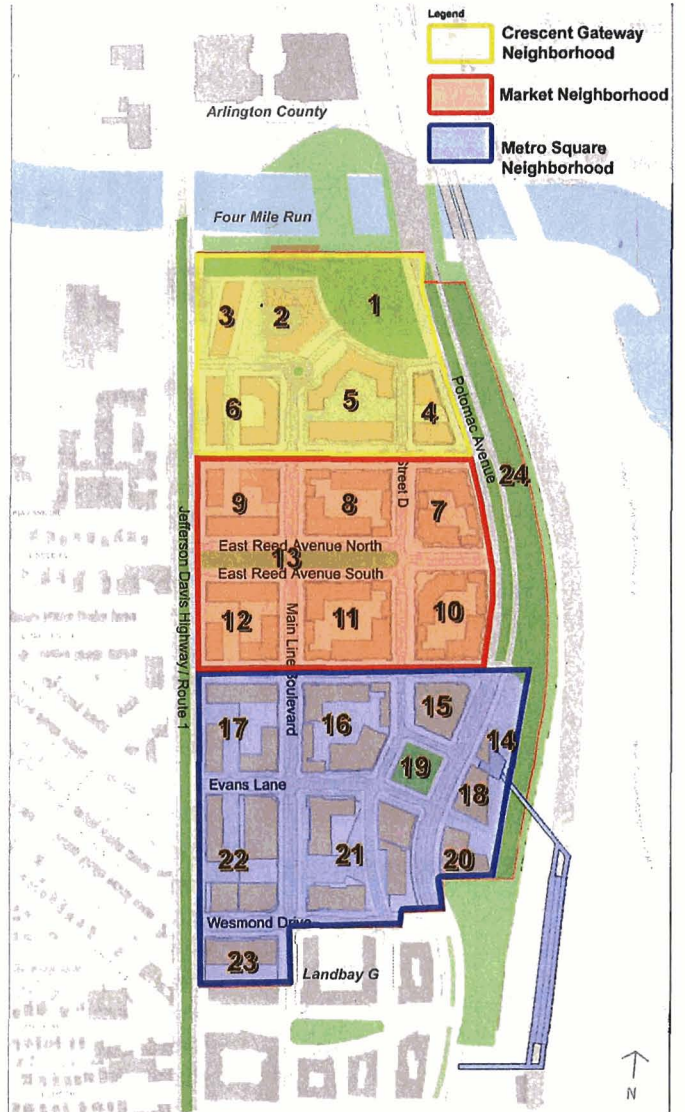 Legend
Crescent Gateway
Neighborhood
Market Neighborhood
Metro Square
Neighborhood
Arlington County
Four Mile Run
1
2
3
4
5
6
Potomac Avenue
24
Street D
9
8
7
East Reed Avenue North
13
East Reed Avenue South
12
11
10
Main Line Boulevard
Jefferson Davis Highway / Route 1
17
16
15
14
19
Evans Lane
18
22
21
20
Wesmond Drive
23
Landbay G
N